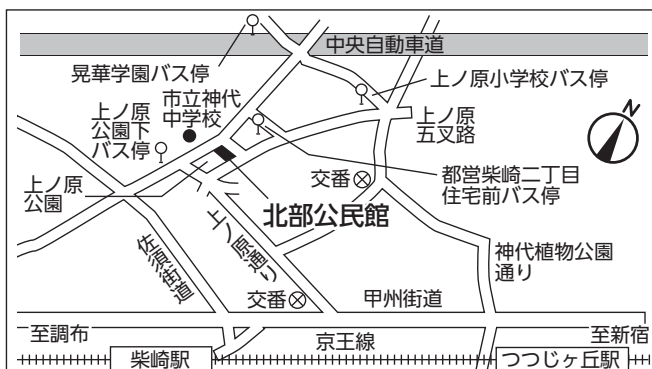 中央自動車道
晃華学園バス停
上ノ原小学校バス停
市立神代
中学校
上ノ原
公園下
バス停
上ノ原
五叉路
N
上ノ原
公園
交番
都営柴崎二丁目
住宅前バス停
北部公民館
上ノ原通り
佐須街道
神代植物公園
通り
交番
甲州街道
至調布
京王線
至新宿
柴崎駅
つつじヶ丘駅